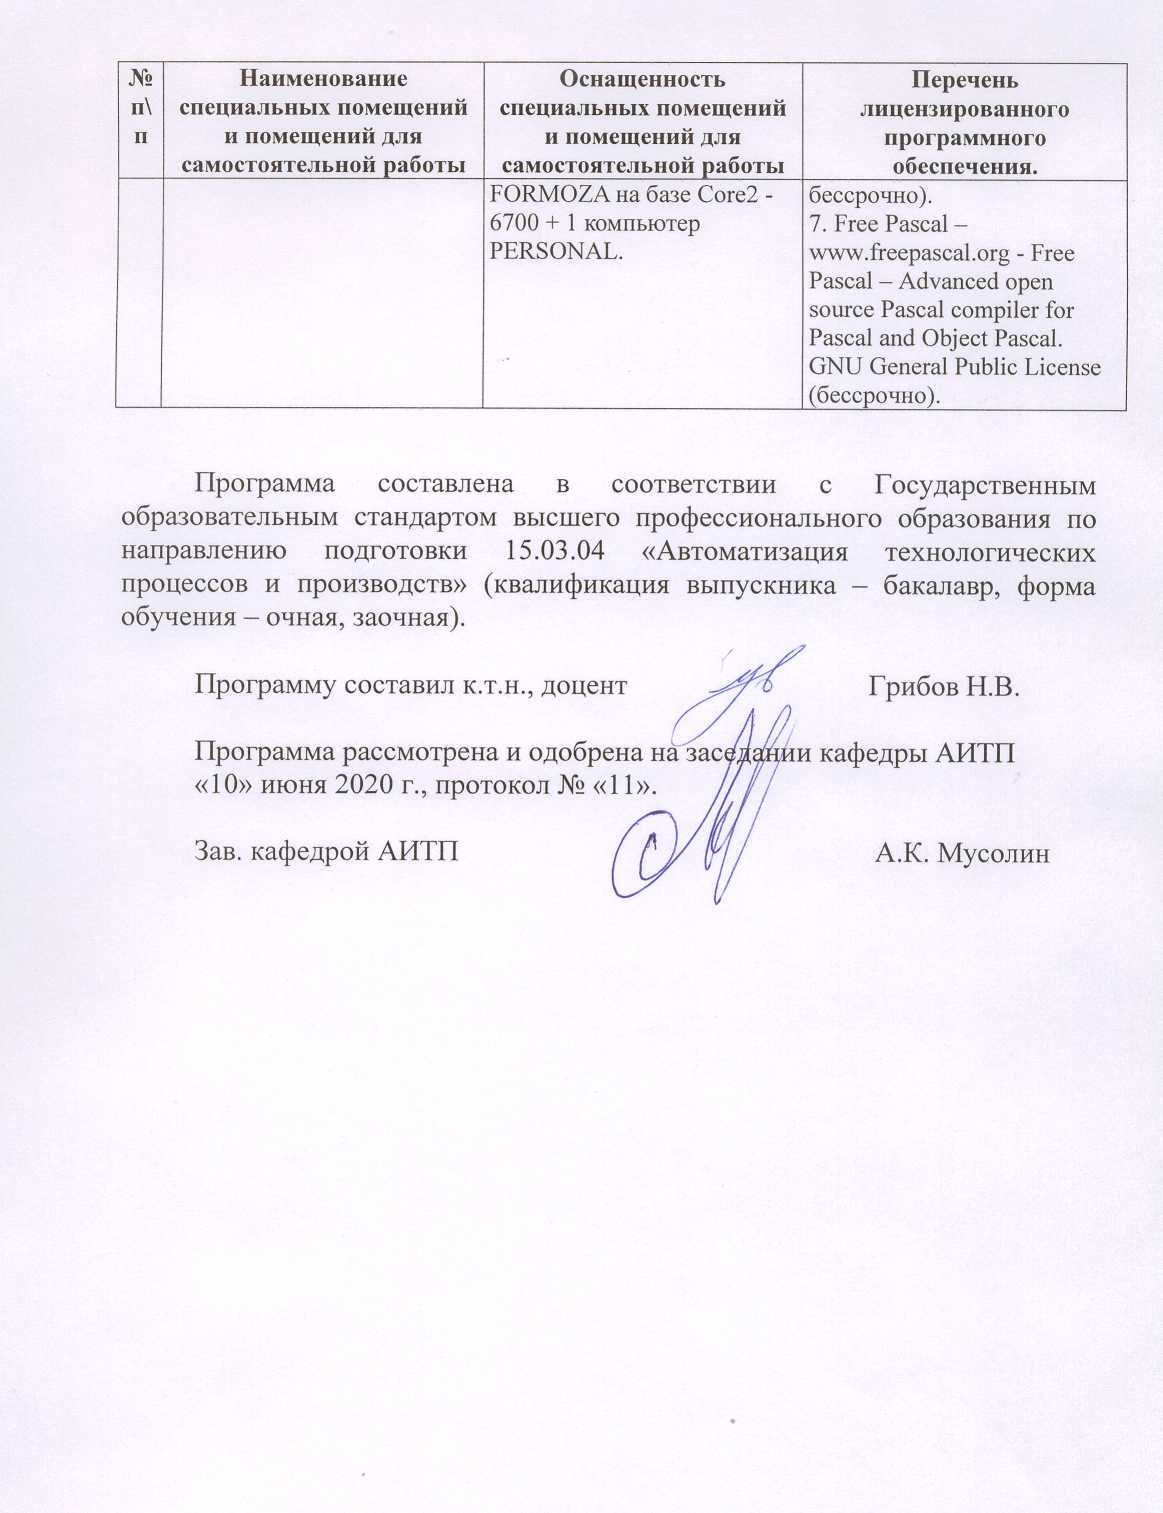 № п\ п
Наименование
специальных помещений
и помещений для
самостоятельной работы
Оснащенность
специальных помещений
и помещений для
самостоятельной работы
Перечень
лицензированного
программного
обеспечения.
FORMOZA на базе Core2 -
6700 + 1 компьютер
PERSONAL.
бессрочно).
7. Free Pascal –
www.freepascal.org - Free
Pascal – Advanced open
source Pascal compiler for
Pascal and Object Pascal.
GNU General Public License
(бессрочно).
Программа составлена в соответствии с Государственным
образовательным стандартом высшего профессионального образования по
направлению подготовки 15.03.04 «Автоматизация технологических
процессов и производств» (квалификация выпускника – бакалавр, форма
обучения – очная, заочная).
Программу составил к.т.н., доцент Грибов Н.В.
Программа рассмотрена и одобрена на заседании кафедры АИТП
«10» июня 2020 г., протокол № «11».
Зав. кафедрой АИТП А.К. Мусолин